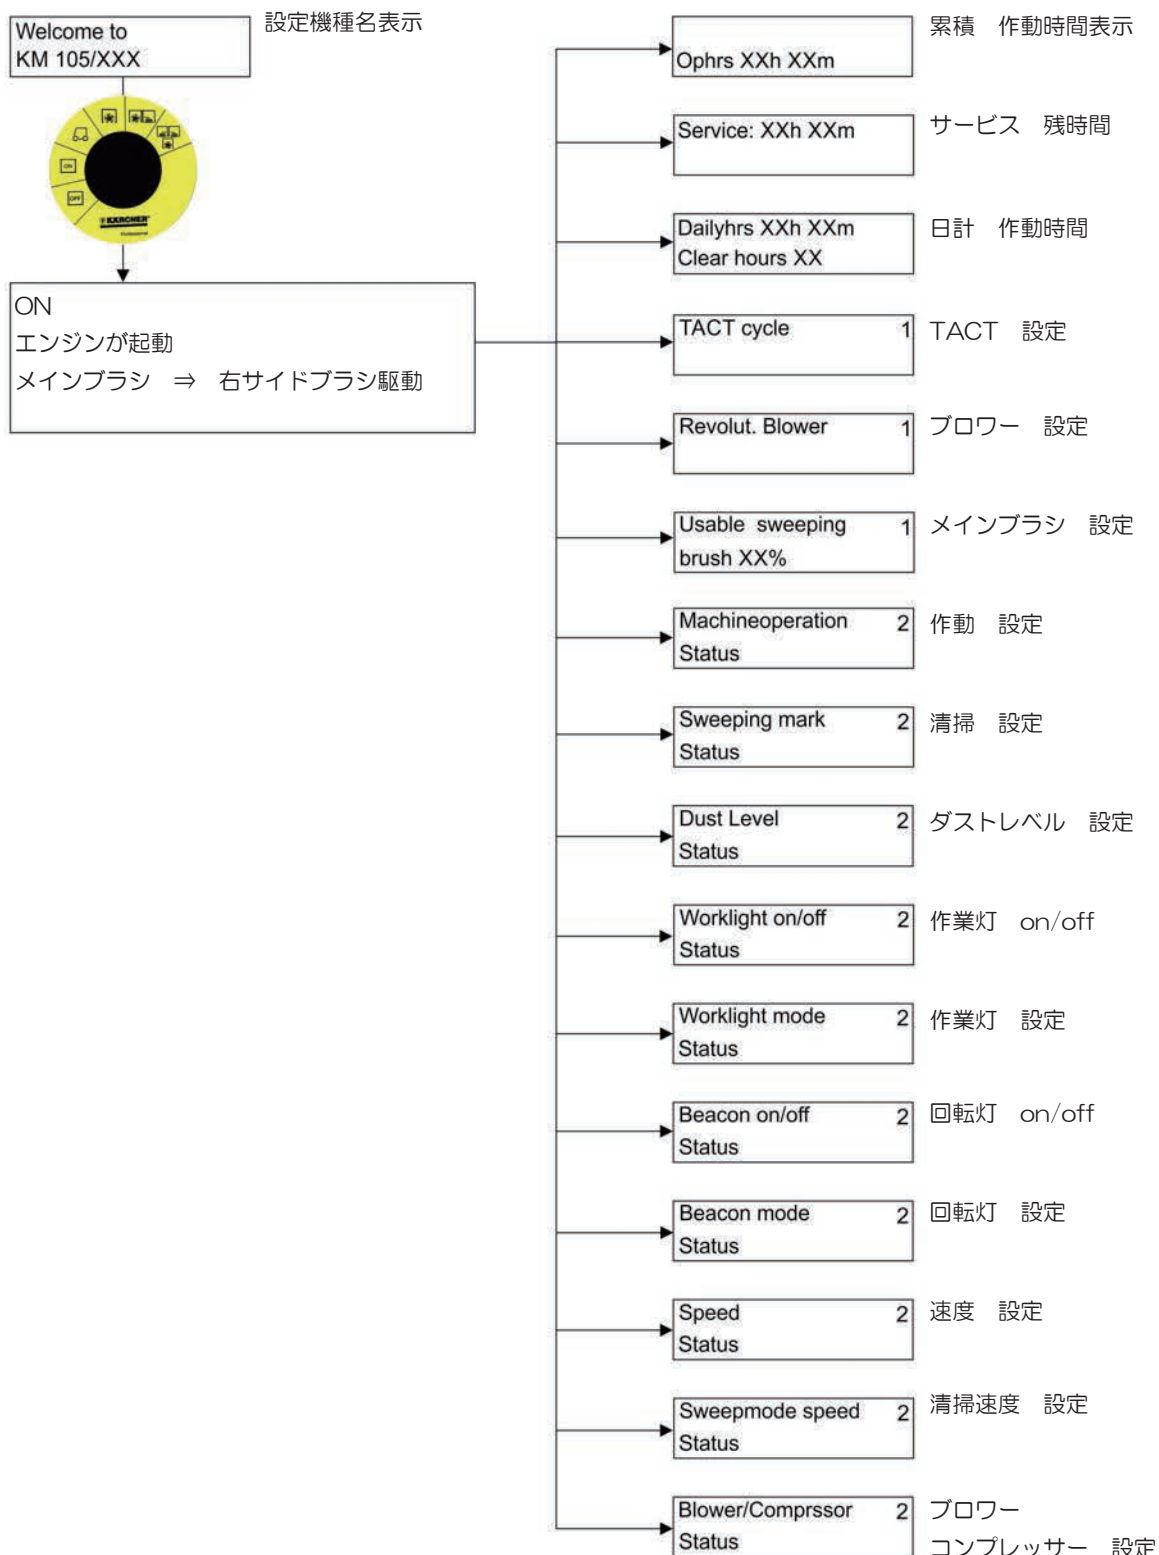 Welcome to
KM 105/XXX
設定機種名表示
ON
OFF
KÄRCHER
Professional
ON
エンジンが起動
メインブラシ ⇒ 右サイドブラシ駆動
Ophrs XXh XXm
累積 作動時間表示
Service: XXh XXm
サービス 残時間
Dailyhrs XXh XXm
Clear hours XX
日計 作動時間
TACT cycle 1
TACT 設定
Revolut. Blower 1
ブロワー 設定
Usable sweeping 1
brush XX%
メインブラシ 設定
Machineoperation 2
Status
作動 設定
Sweeping mark 2
Status
清掃 設定
Dust Level 2
Status
ダストレベル 設定
Worklight on/off 2
Status
作業灯 on/off
Worklight mode 2
Status
作業灯 設定
Beacon on/off 2
Status
回転灯 on/off
Beacon mode 2
Status
回転灯 設定
Speed 2
Status
速度 設定
Sweepmode speed 2
Status
清掃速度 設定
Blower/Comprssor 2
Status
ブロワー
コンプレッサー 設定